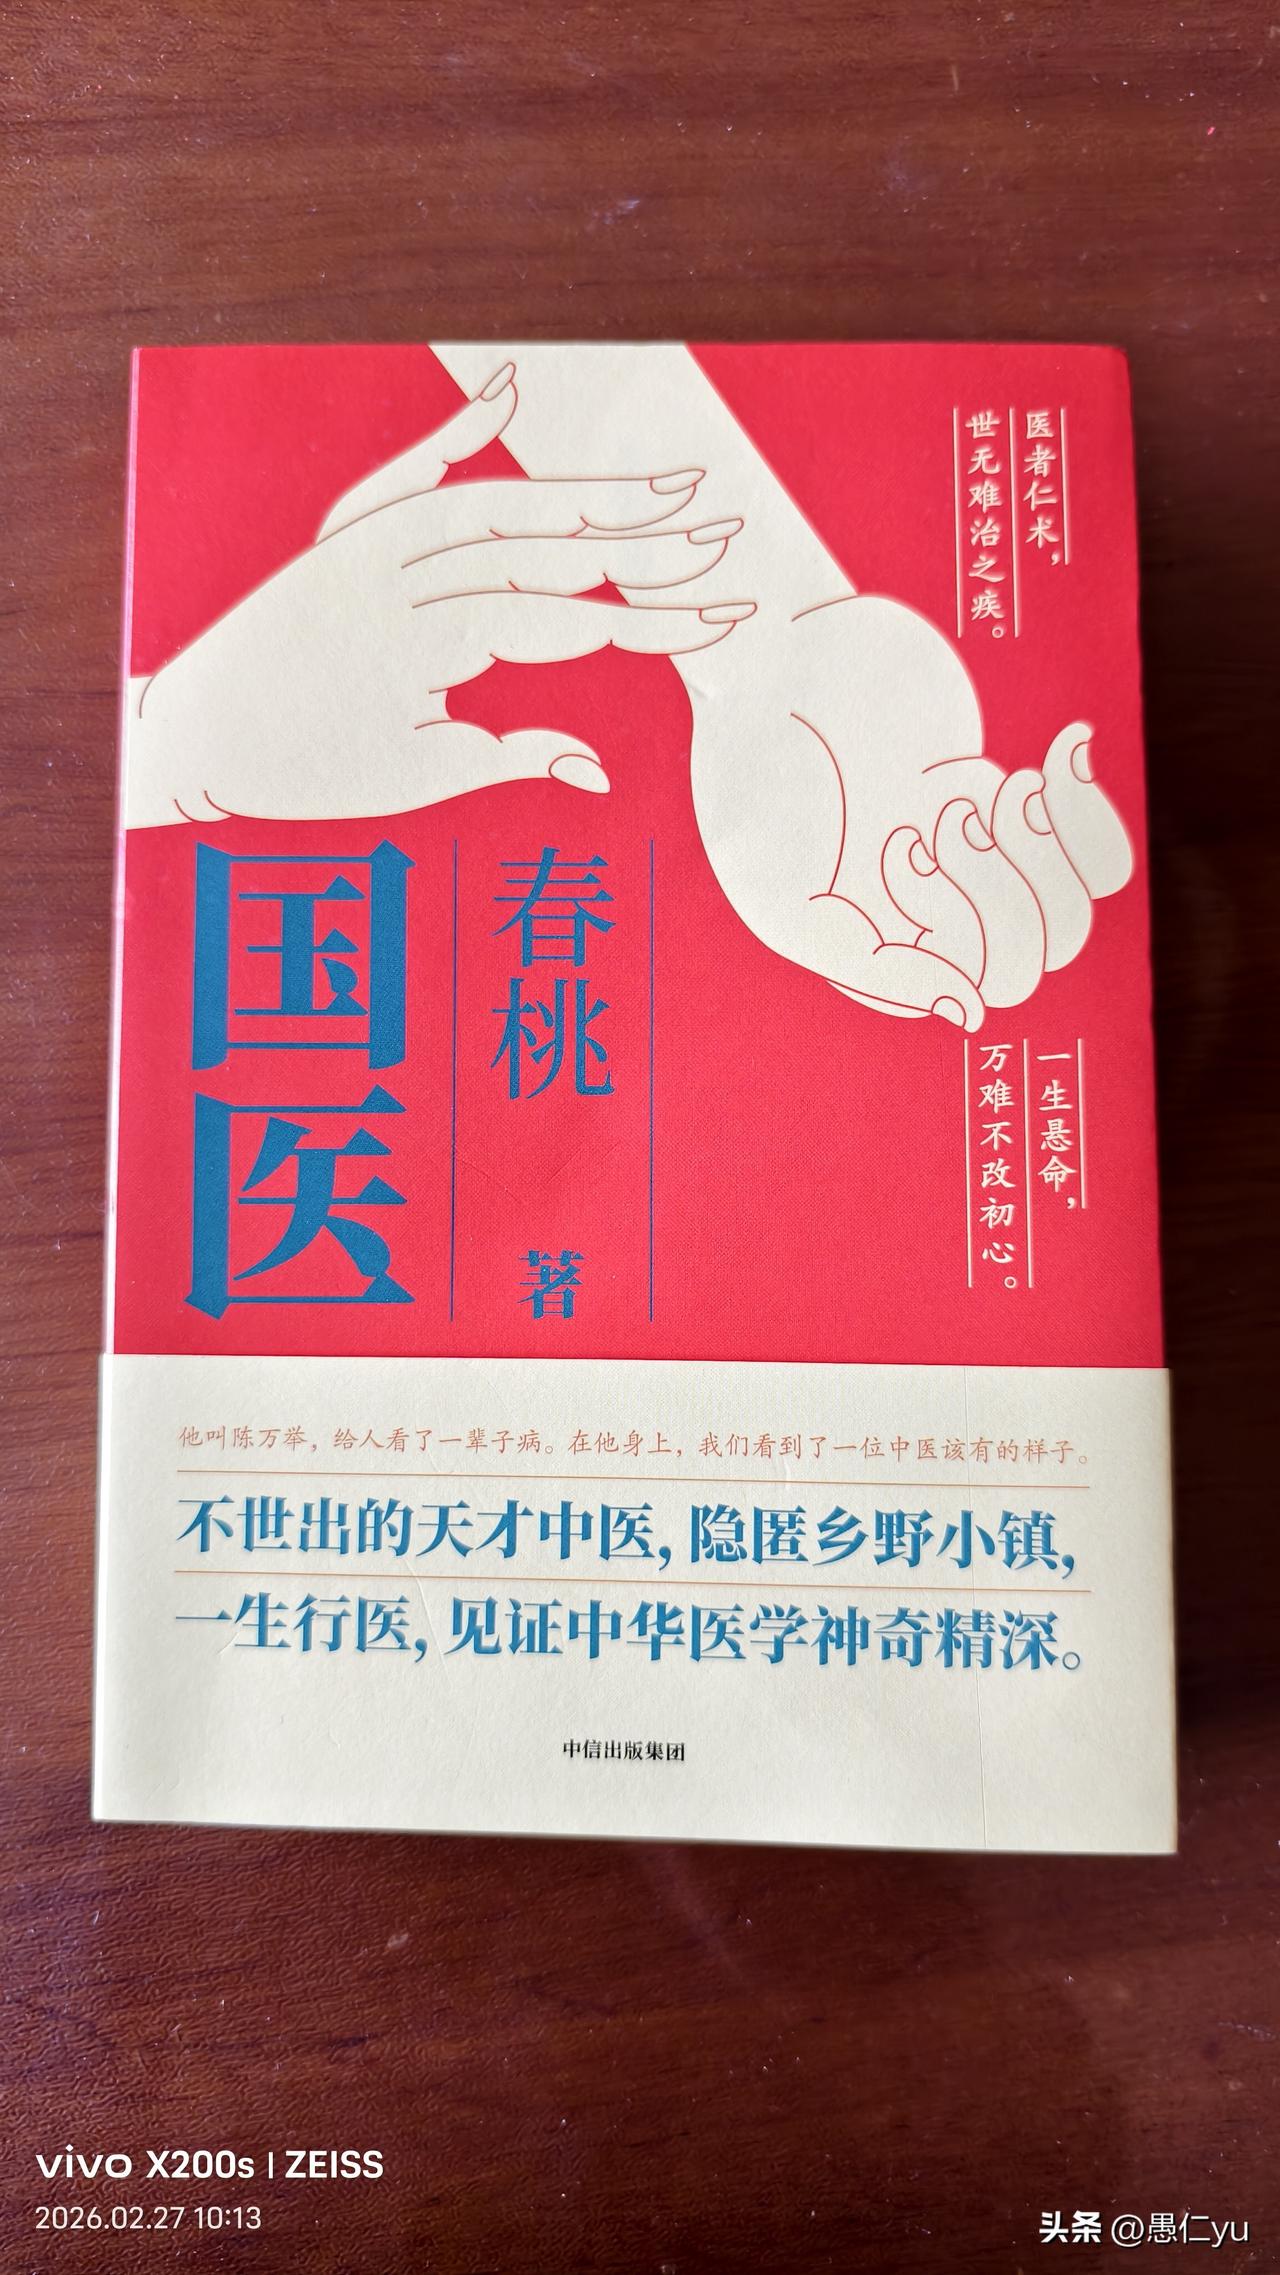 医者仁术，
世无难治之疾。
国医
春桃
著
一生悬命，
万难不改初心。
他叫陈万举，给人看了一辈子病。在他身上，我们看到了一位中医该有的样子。
不世出的天才中医，隐匿乡野小镇，
一生行医，见证中华医学神奇精深。
中信出版集团
vivo X200s | ZEISS
2026.02.27 10:13
头条 @愚仁yu